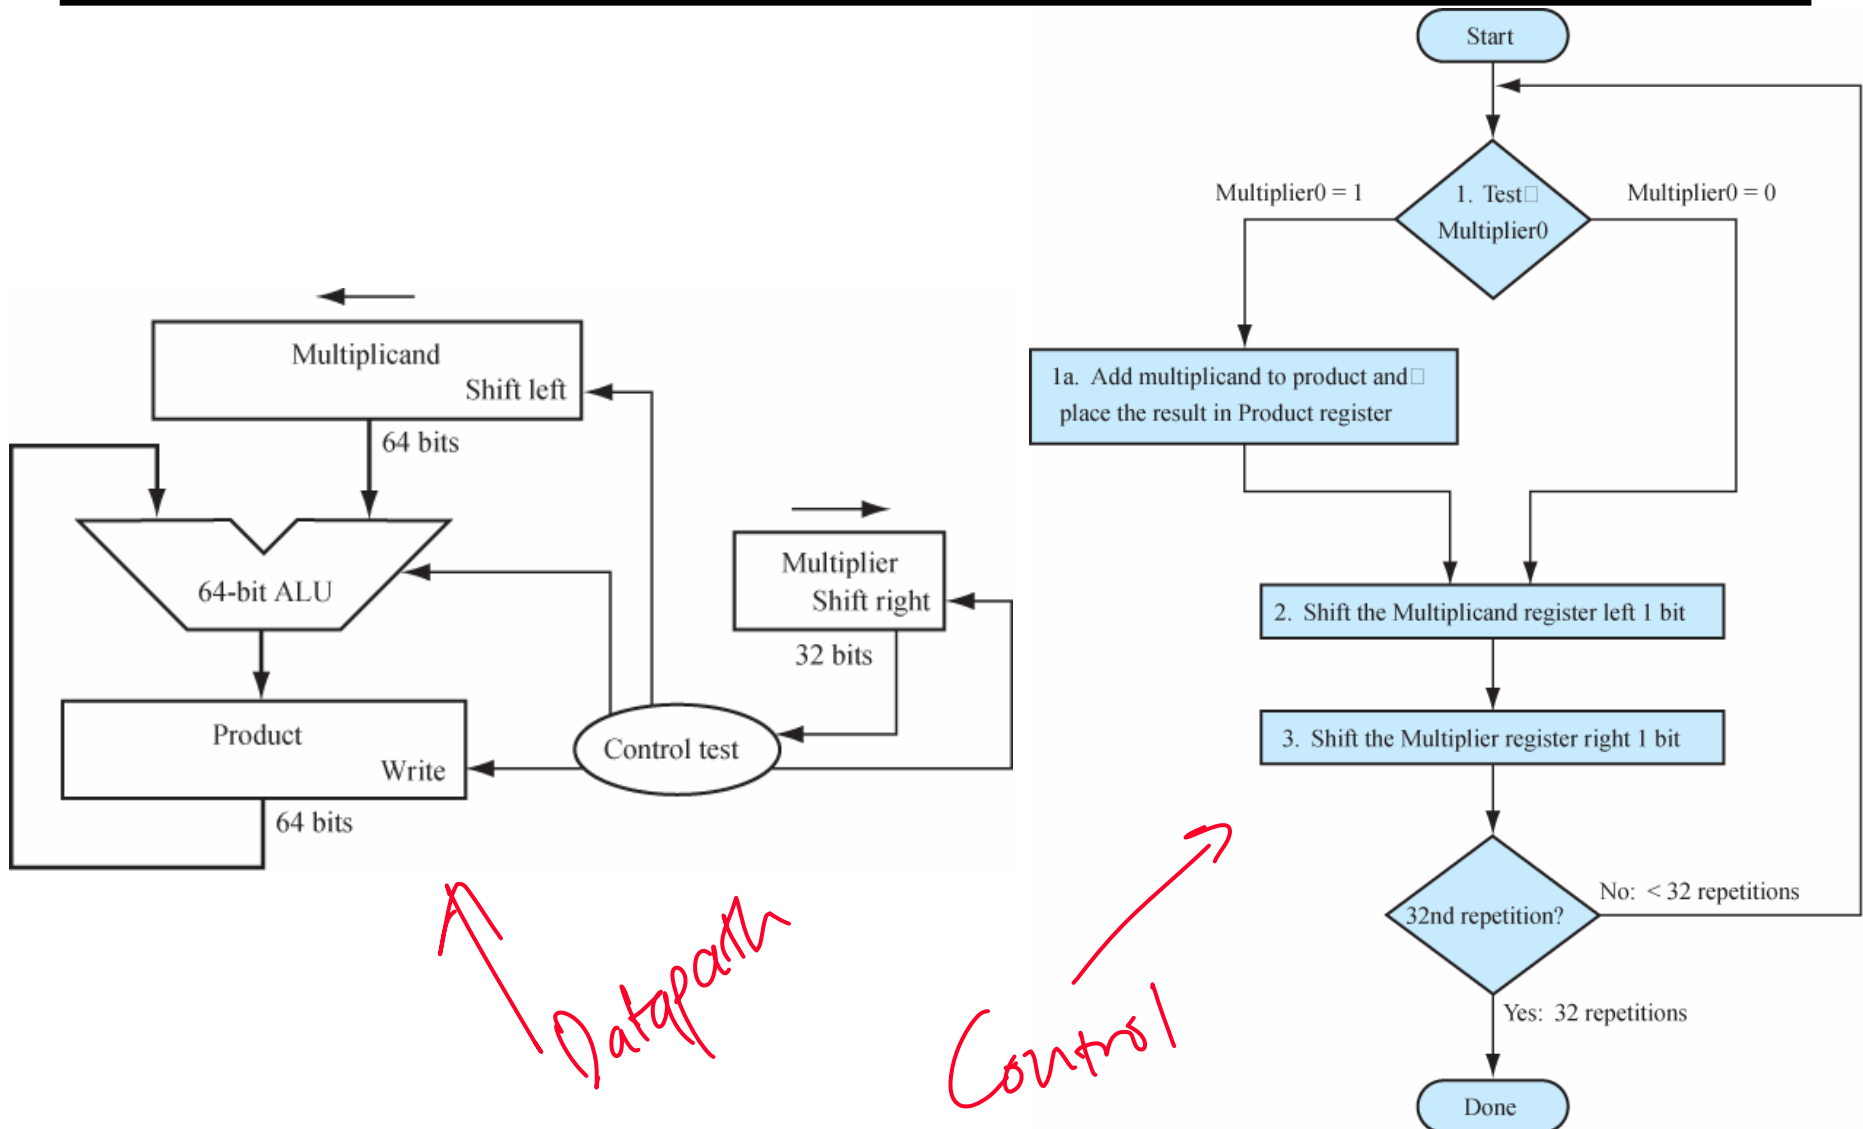 Multiplicand
Shift left
64 bits
64-bit ALU
Multiplier
Shift right
32 bits
Control test
Product
Write
64 bits
Datapath
Control
Start
1. Test
Multiplier0
Multiplier0 = 1
Multiplier0 = 0
1a. Add multiplicand to product and
place the result in Product register
2. Shift the Multiplicand register left 1 bit
3. Shift the Multiplier register right 1 bit
32nd repetition?
No: < 32 repetitions
Yes: 32 repetitions
Done